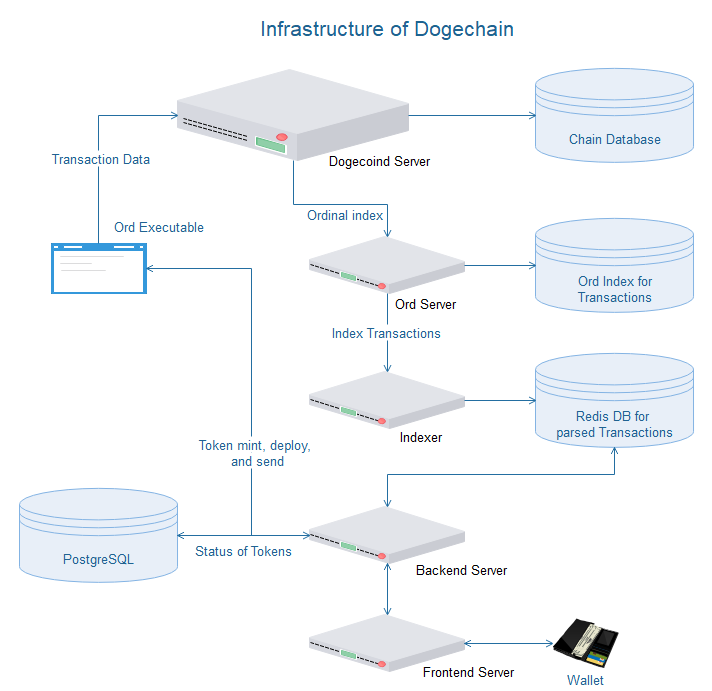 Infrastructure of Dogechain
Chain Database
Transaction Data
Dogecoind Server
Ordinal index
Ord Executable
Ord Index for
Transactions
Ord Server
Index Transactions
Redis DB for
parsed Transactions
Indexer
Token mint, deploy,
and send
PostgreSQL
Status of Tokens
Backend Server
Frontend Server
Wallet